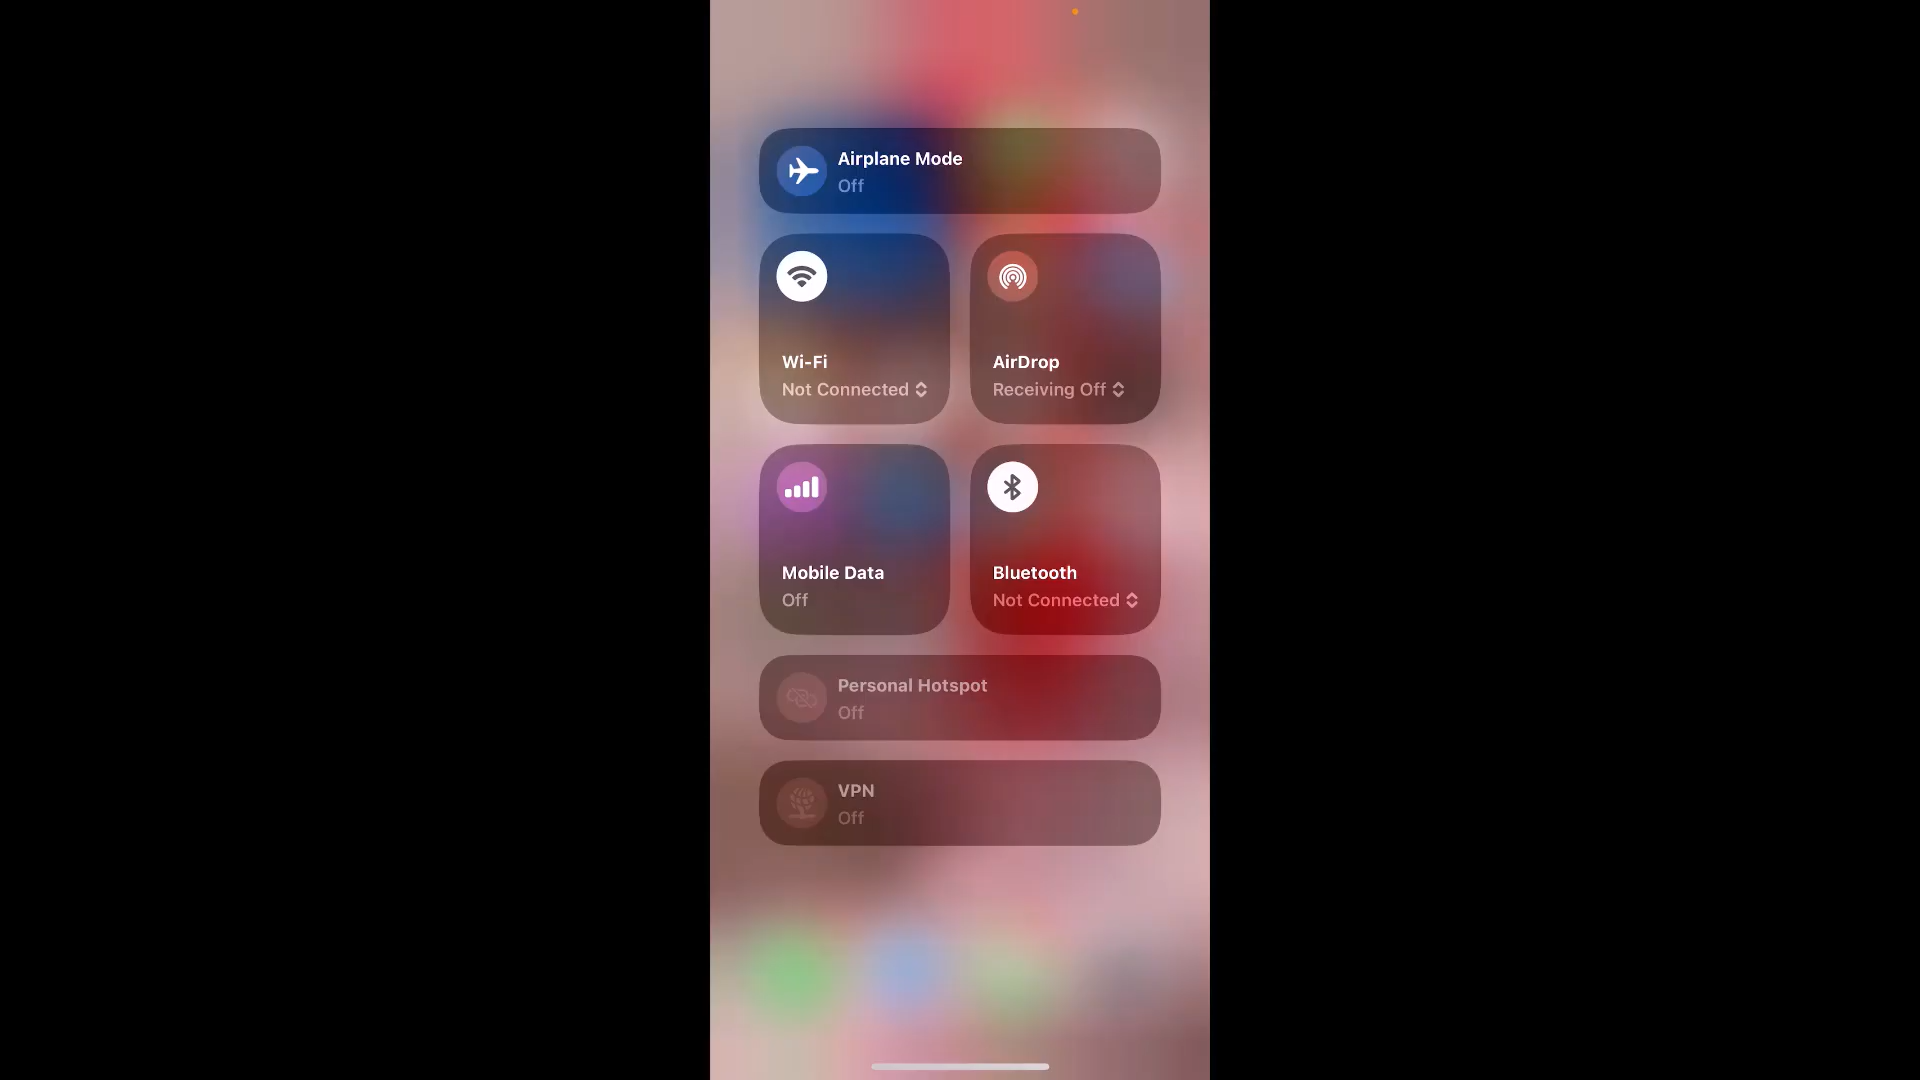 Airplane Mode
Off
Wi-Fi
Not Connected
AirDrop
Receiving Off
Mobile Data
Off
Bluetooth
Not Connected
Personal Hotspot
Off
VPN
Off